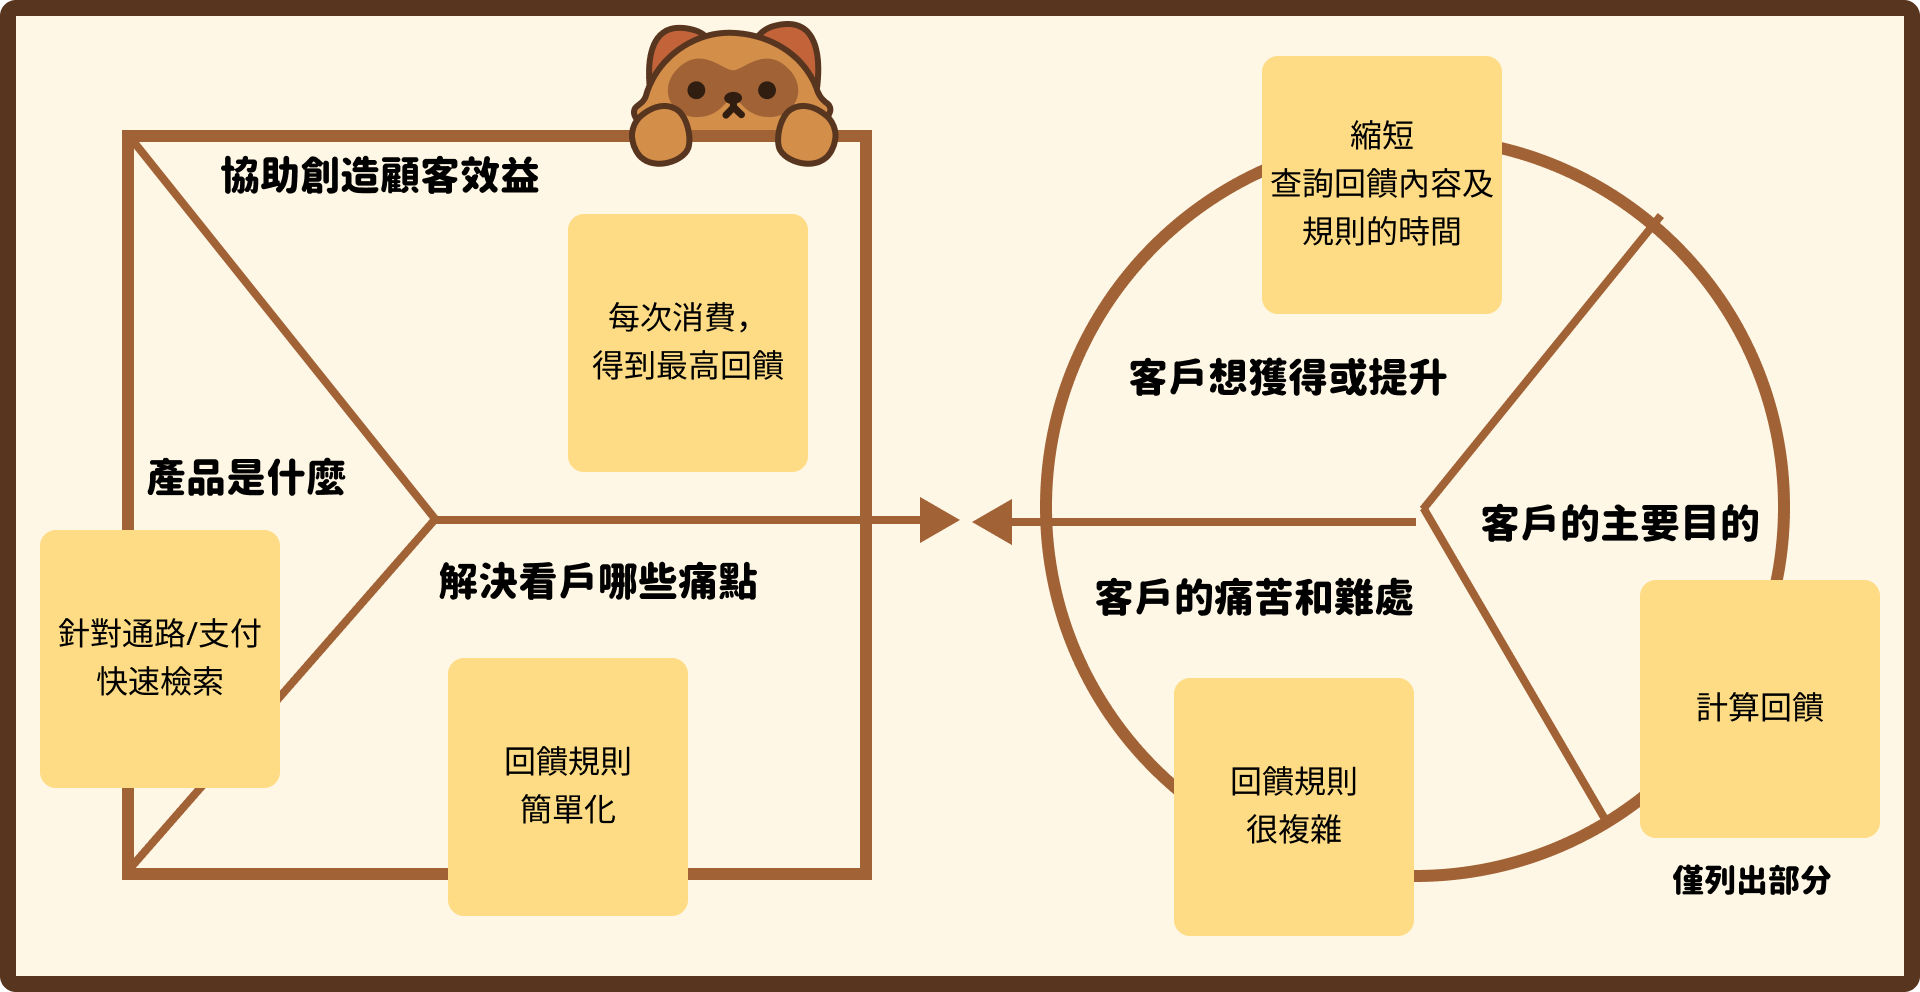 協助創造顧客效益
每次消費，
得到最高回饋
產品是什麼
針對通路/支付
快速檢索
解決看戶哪些痛點
回饋規則
簡單化
縮短
查詢回饋內容及
規則的時間
客戶想獲得或提升
客戶的主要目的
計算回饋
客戶的痛苦和難處
回饋規則
很複雜
僅列出部分